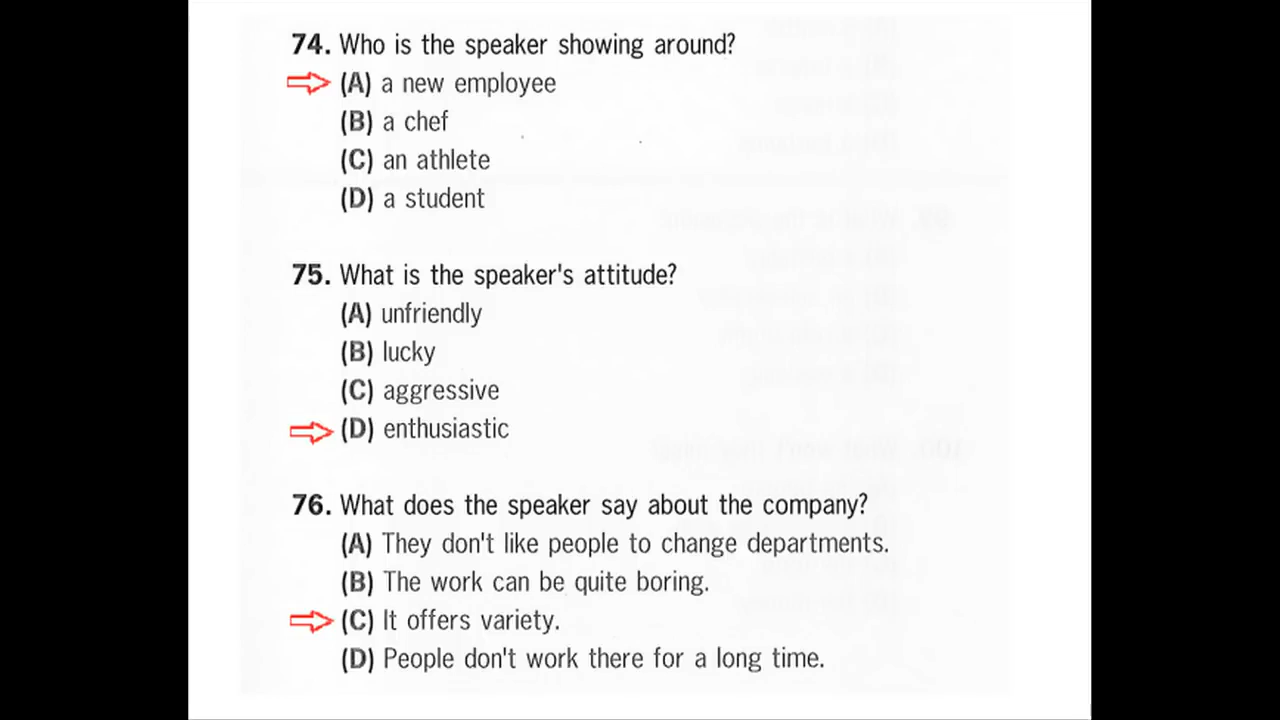 74. Who is the speaker showing around?
(A) a new employee
(B) a chef
(C) an athlete
(D) a student
75. What is the speaker's attitude?
(A) unfriendly
(B) lucky
(C) aggressive
(D) enthusiastic
76. What does the speaker say about the company?
(A) They don't like people to change departments.
(B) The work can be quite boring.
(C) It offers variety.
(D) People don't work there for a long time.